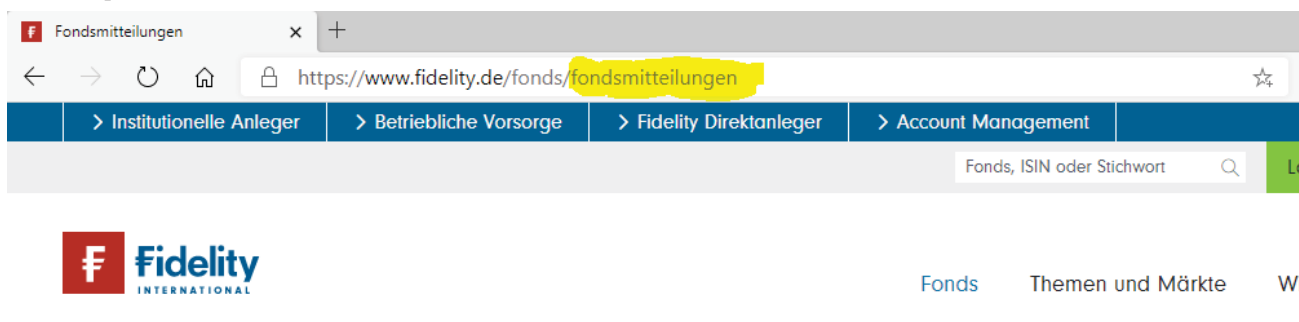 Fondsmitteilungen
https://www.fidelity.de/fonds/fondsmitteilungen
Institutionelle Anleger Betriebliche Vorsorge Fidelity Direktanleger Account Management
Fonds, ISIN oder Stichwort
Fidelity
INTERNATIONAL
Fonds Themen und Märkte